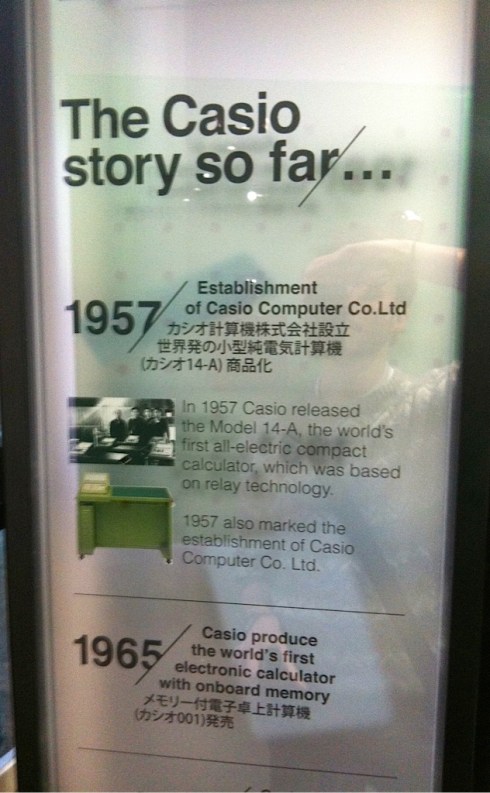 The Casio
story so far/...
1957/
Establishment
of Casio Computer Co.Ltd
カシオ計算機株式会社設立
世界発の小型純電気計算機
(カシオ14-A) 商品化
In 1957 Casio released
the Model 14-A, the world's
first all-electric compact
calculator, which was based
on relay technology.
1957 also marked the
establishment of Casio
Computer Co. Ltd.
1965/
Casio produce
the world's first
electronic calculator
with onboard memory
メモリー付電子卓上計算機
(カシオ001)発売